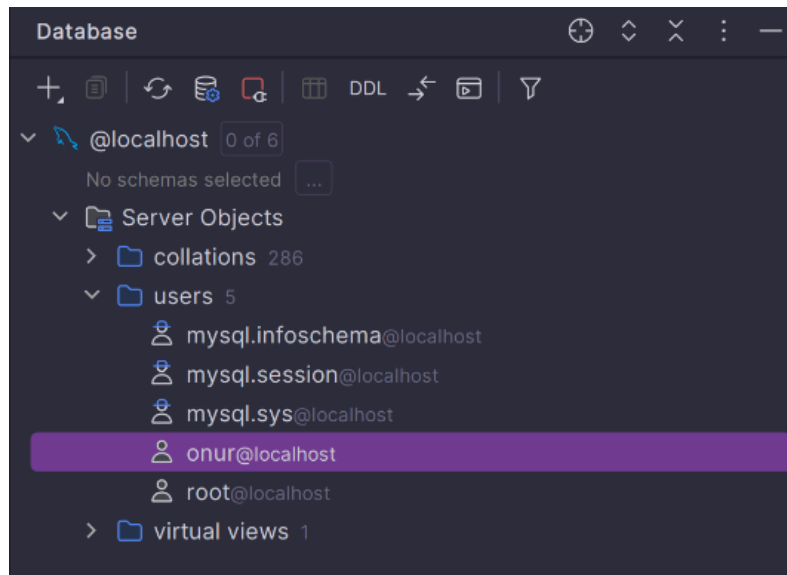 Database
DDL
@localhost 0 of 6
No schemas selected ...
Server Objects
collations 286
users 5
mysql.infoschema@localhost
mysql.session@localhost
mysql.sys@localhost
onur@localhost
root@localhost
virtual views 1